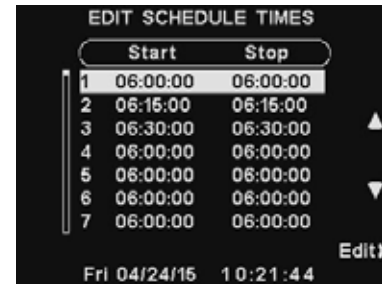 EDIT SCHEDULE TIMES
Start Stop
1 06:00:00 06:00:00
2 06:15:00 06:15:00
3 06:30:00 06:30:00
4 06:00:00 06:00:00
5 06:00:00 06:00:00
6 06:00:00 06:00:00
7 06:00:00 06:00:00
Edit
Fri 04/24/15 10:21:44